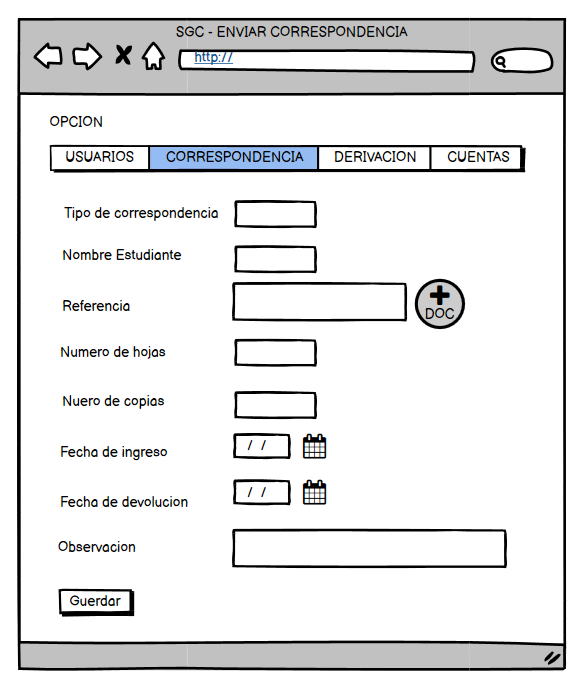 SGC - ENVIAR CORRESPONDENCIA
http://
OPCION
USUARIOS CORRESPONDENCIA DERIVACION CUENTAS
Tipo de correspondencia
Nombre Estudiante
Referencia
DOC
Numero de hojas
Nuero de copias
Fecha de ingreso / /
Fecha de devolucion / /
Observacion
Guerdar